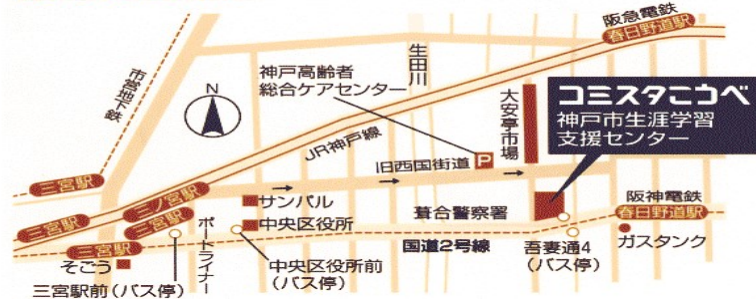 阪急電鉄
春日野道駅
生田川
神戸高齢者
総合ケアセンター
市営地下鉄
N
大安亭市場
コミスタこうべ
神戸市生涯学習
支援センター
JR神戸線
旧西国街道
P
三宮駅
三ノ宮駅
サンパル
三宮駅
三宮駅
中央区役所
葺合警察署
阪神電鉄
春日野道駅
三宮駅
ポートライナー
国道2号線
ガスタンク
そごう
三宮駅前(バス停)
中央区役所前
(バス停)
吾妻通4
(バス停)